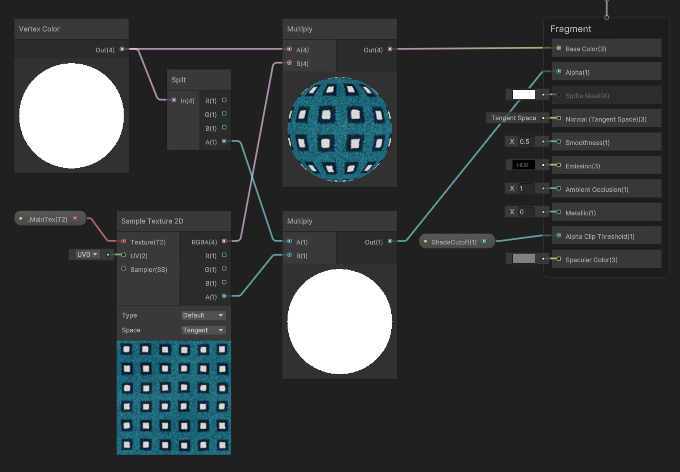 Vertex Color
Out(4)
Split
In(4)
R(1)
G(1)
B(1)
A(1)
Multiply
A(4)
B(4)
Out(4)
_MainTex(T2)
UV0
Sample Texture 2D
Texture(T2)
UV(2)
Sampler(SS)
RGBA(4)
R(1)
G(1)
B(1)
A(1)
Type
Default
Space
Tangent
Multiply
A(1)
B(1)
Out(1)
ShadeCutoff(1)
Fragment
Base Color(3)
Alpha(1)
Sprite Mask(4)
Tangent Space
Normal (Tangent Space)(3)
X 0.5
Smoothness(1)
HDR
Emission(3)
X 1
Ambient Occlusion(1)
X 0
Metallic(1)
Alpha Clip Threshold(1)
Specular Color(3)